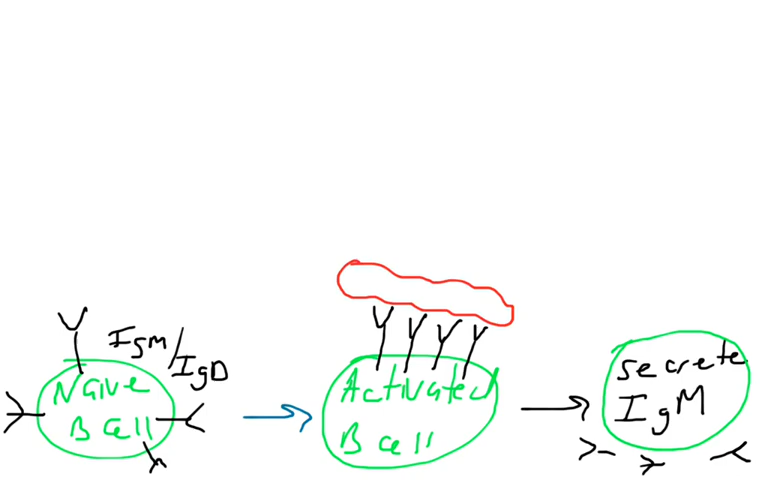 IgM/
IgD
Naive
B cell
Activated
B cell
secrete
IgM